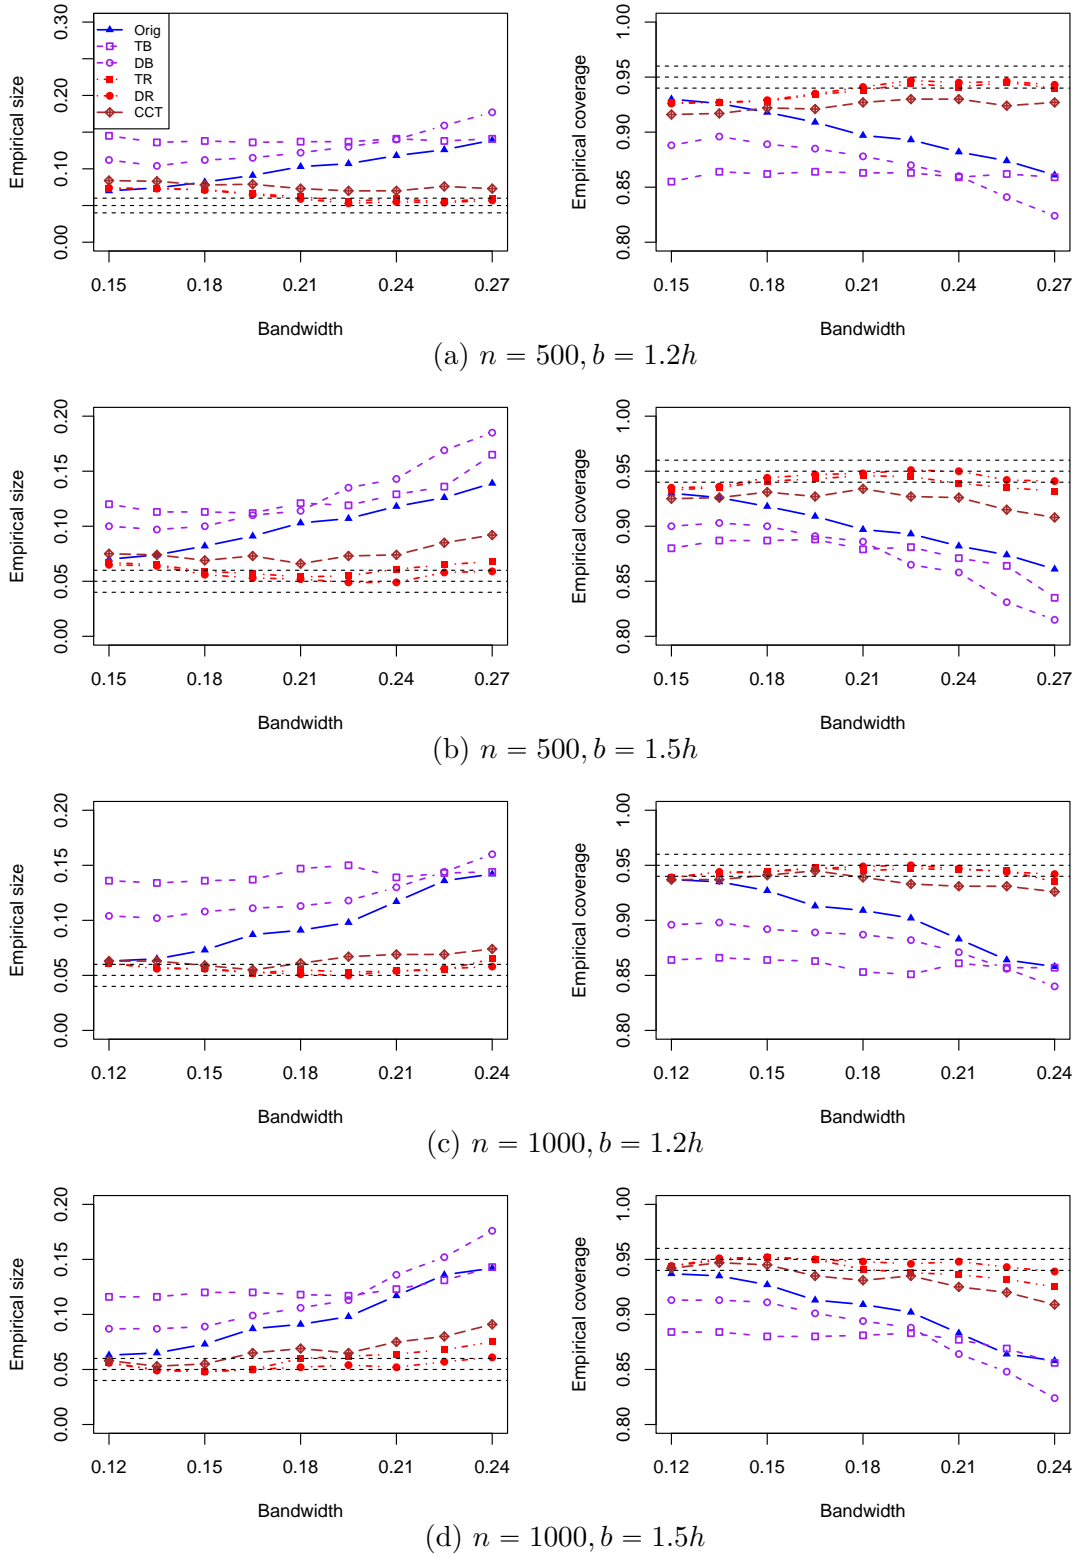 Empirical size
0.00 0.10 0.20 0.30
Orig
TB
DB
TR
DR
CCT
0.15 0.18 0.21 0.24 0.27
Bandwidth
Empirical coverage
0.80 0.85 0.90 0.95 1.00
0.15 0.18 0.21 0.24 0.27
Bandwidth
(a) n = 500, b = 1.2h
Empirical size
0.00 0.05 0.10 0.15 0.20
0.15 0.18 0.21 0.24 0.27
Bandwidth
Empirical coverage
0.80 0.85 0.90 0.95 1.00
0.15 0.18 0.21 0.24 0.27
Bandwidth
(b) n = 500, b = 1.5h
Empirical size
0.00 0.05 0.10 0.15 0.20
0.12 0.15 0.18 0.21 0.24
Bandwidth
Empirical coverage
0.80 0.85 0.90 0.95 1.00
0.12 0.15 0.18 0.21 0.24
Bandwidth
(c) n = 1000, b = 1.2h
Empirical size
0.00 0.05 0.10 0.15 0.20
0.12 0.15 0.18 0.21 0.24
Bandwidth
Empirical coverage
0.80 0.85 0.90 0.95 1.00
0.12 0.15 0.18 0.21 0.24
Bandwidth
(d) n = 1000, b = 1.5h